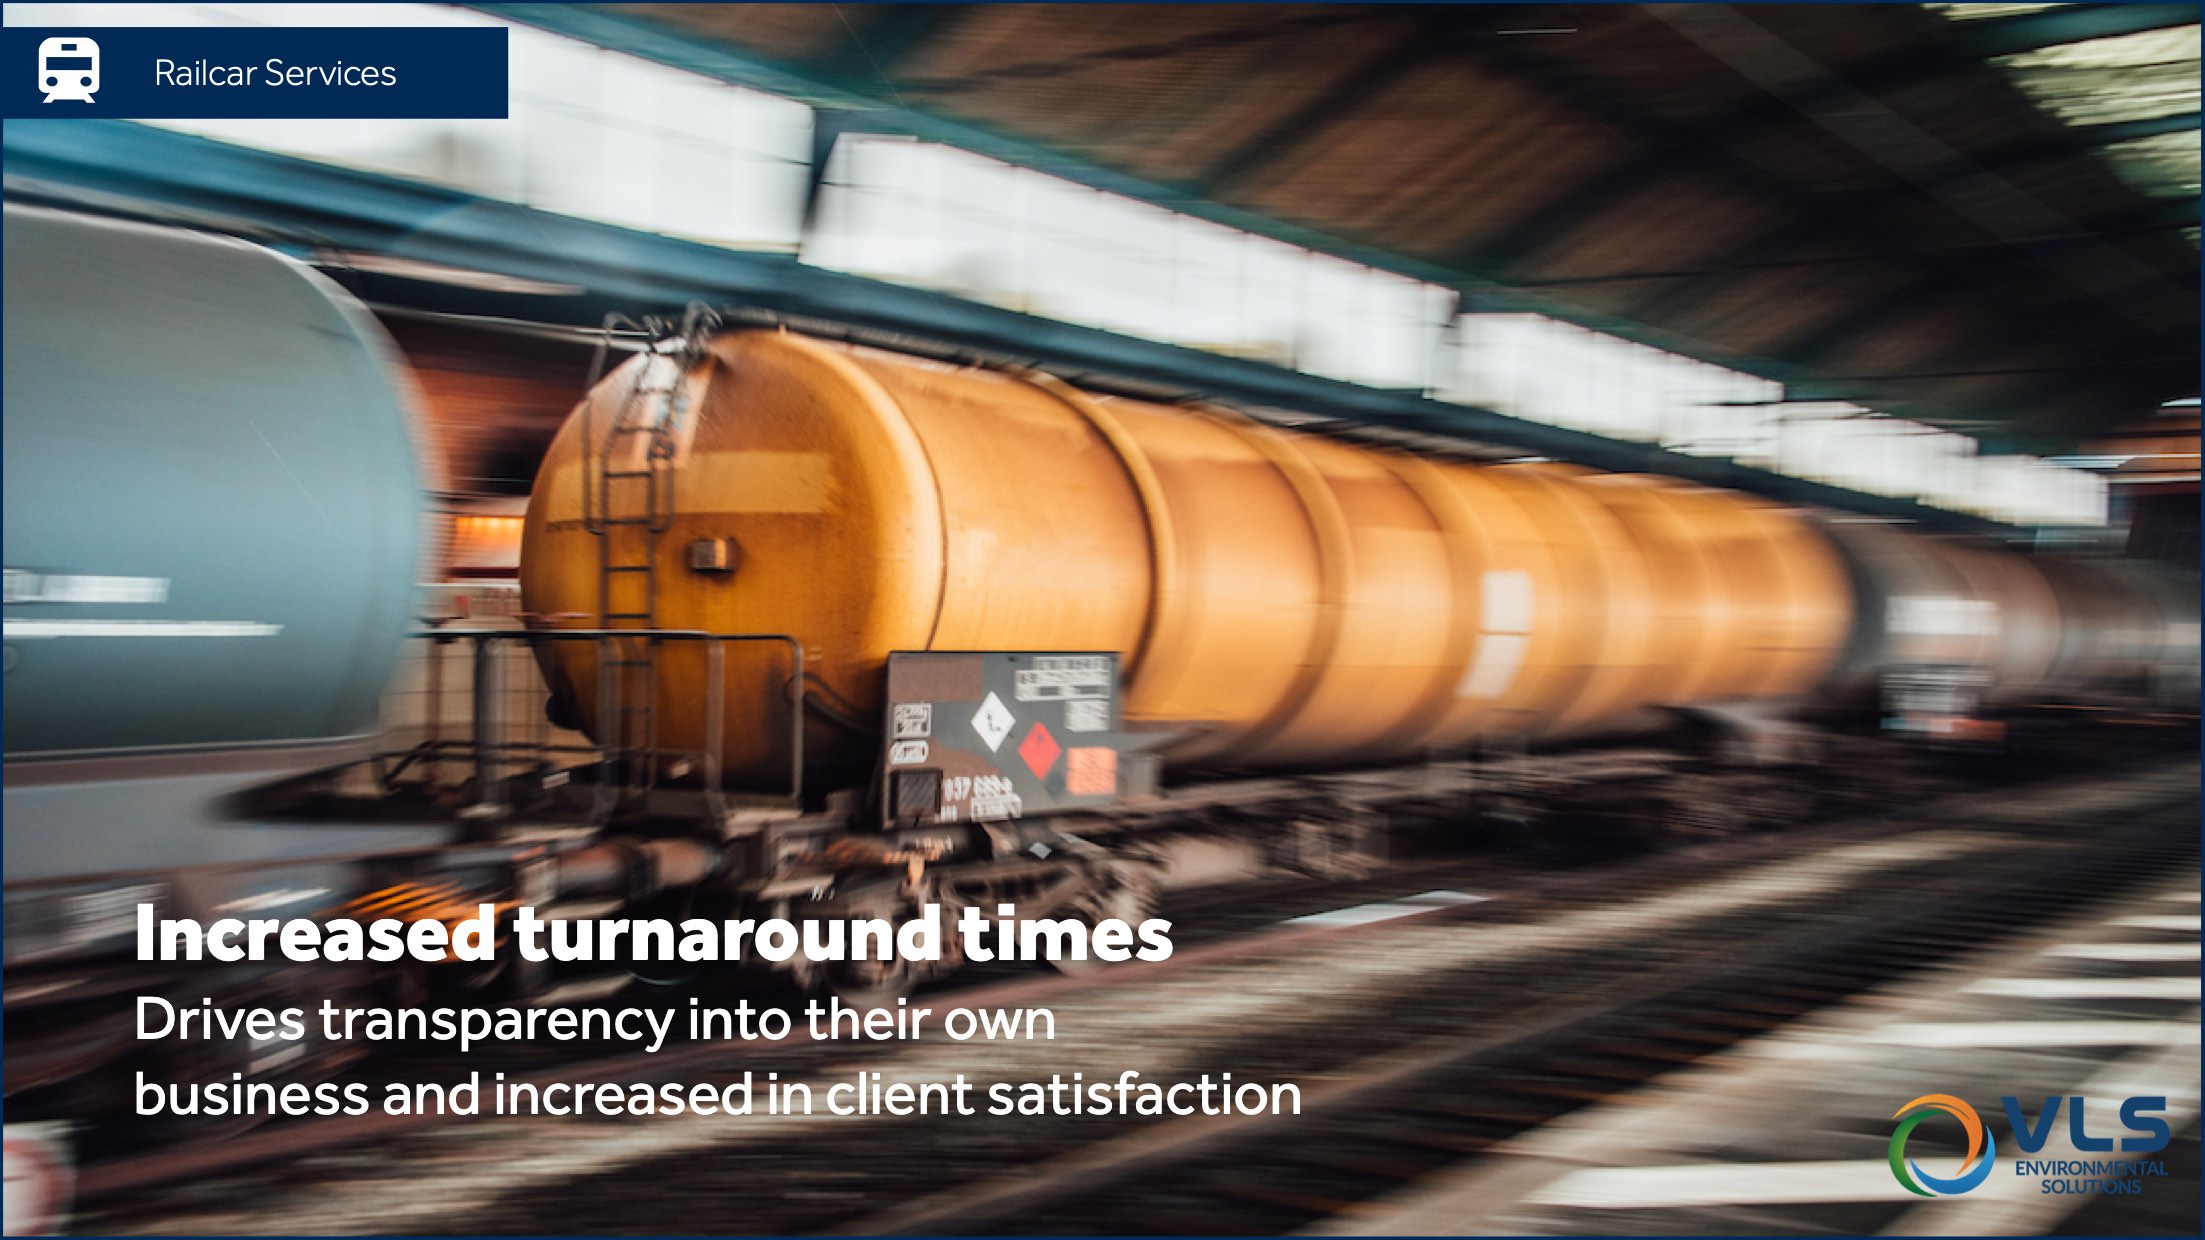 Railcar Services
Increased turnaround times
Drives transparency into their own
business and increased in client satisfaction
VLS
ENVIRONMENTAL
SOLUTIONS